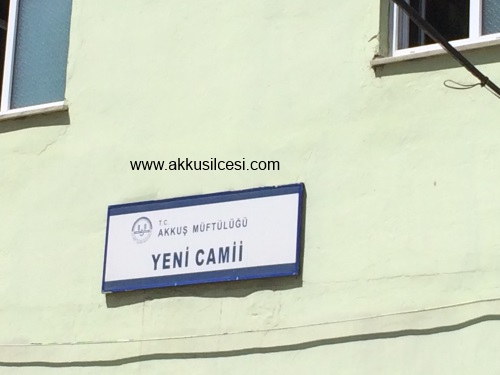 www.akkusilcesi.com
T.C.
AKKUŞ MÜFTÜLÜĞÜ
YENİ CAMİİ